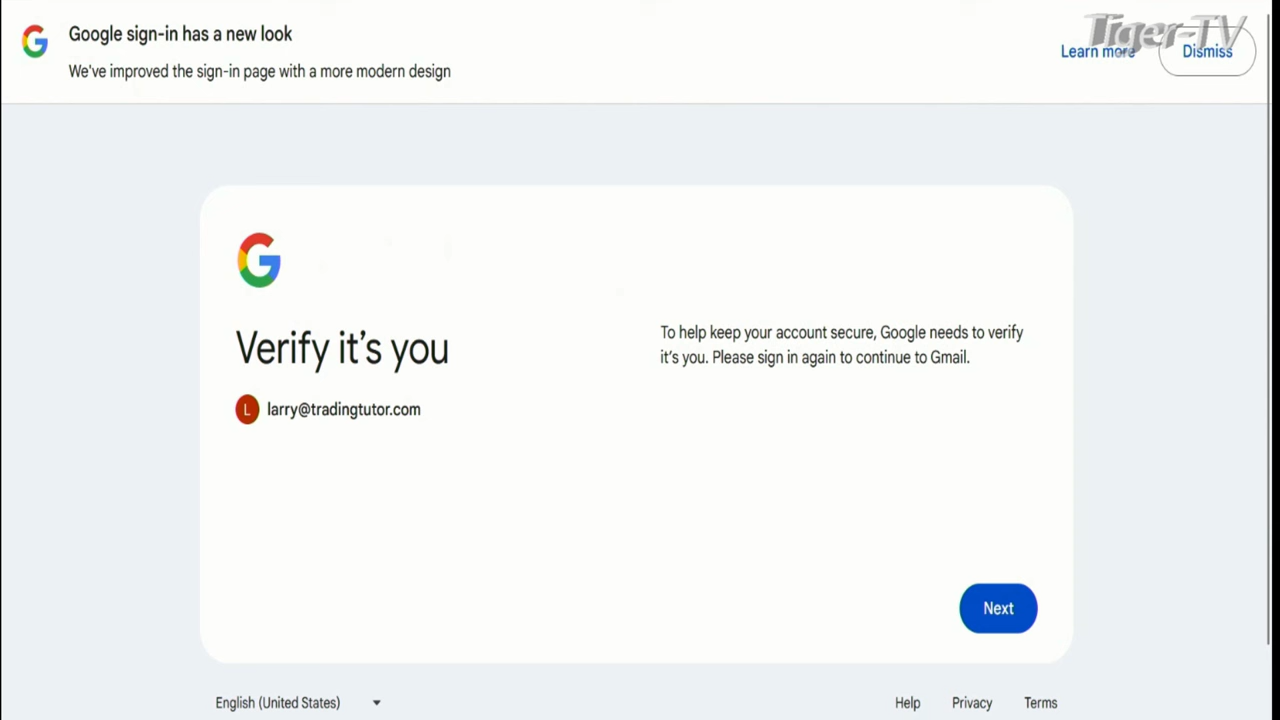 Google sign-in has a new look
We've improved the sign-in page with a more modern design
Tiger-TV
Learn more
Dismiss
Verify it's you
L
larry@tradingtutor.com
To help keep your account secure, Google needs to verify
it's you. Please sign in again to continue to Gmail.
Next
English (United States)
Help
Privacy
Terms